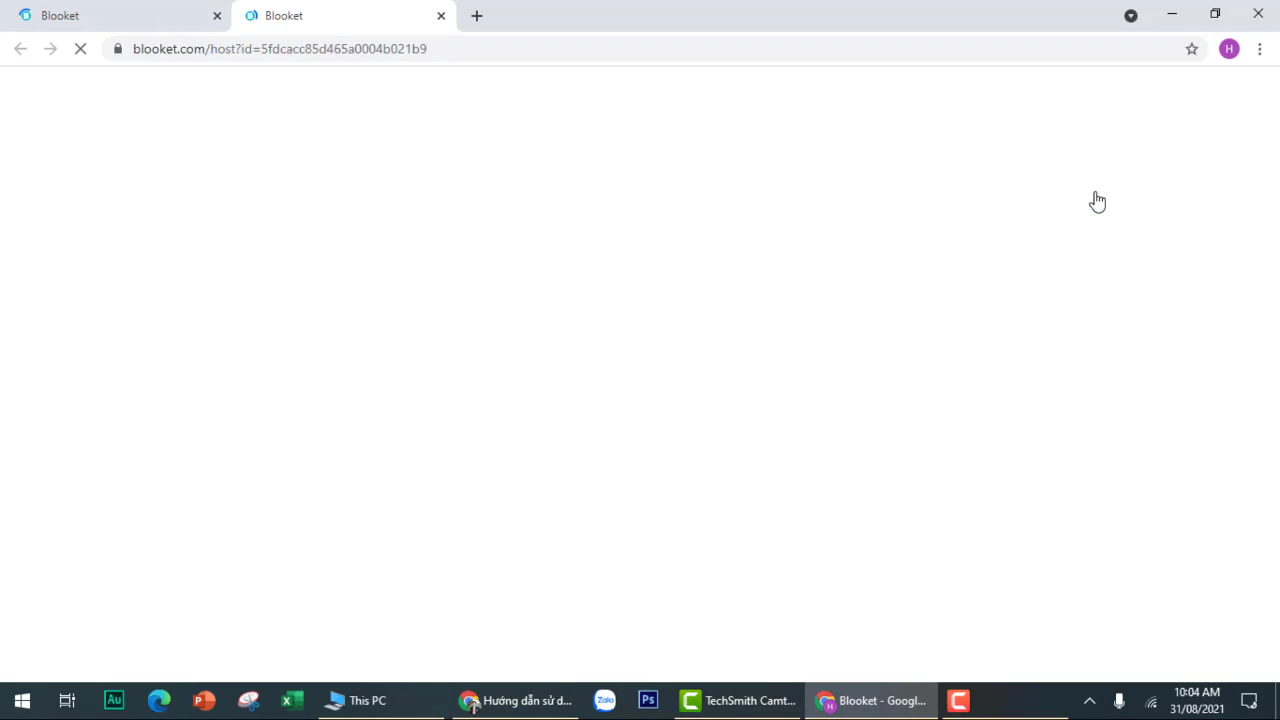 Blooket
Blooket
blooket.com/host?id=5fdcacc85d465a0004b021b9
H
Au
This PC
Hướng dẫn sử d...
Zalo
Ps
TechSmith Camt...
H
Blooket - Googl...
10:04 AM
31/08/2021